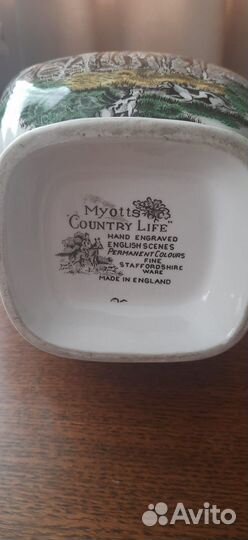 Myotts
"COUNTRY LIFE"
HAND ENGRAVED
ENGLISH SCENES
PERMANENT COLOURS
FINE
STAFFORDSHIRE
WARE
MADE IN ENGLAND
Avito